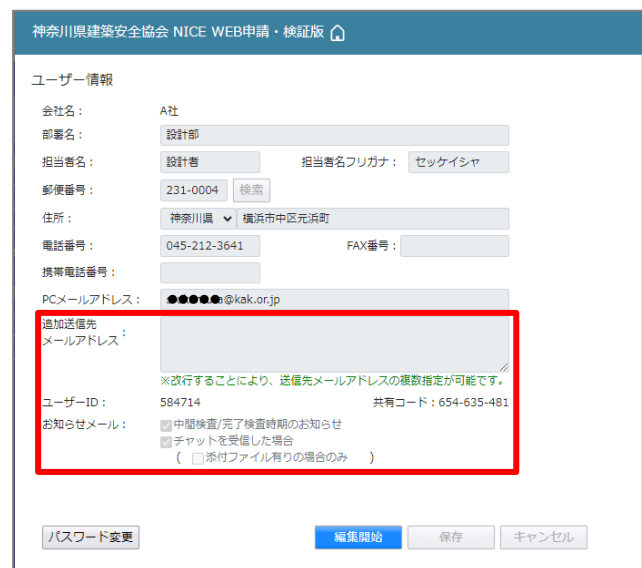 神奈川県建築安全協会 NICE WEB申請・検証版
ユーザー情報
会社名： A社
部署名： 設計部
担当者名： 設計者 担当者名フリガナ： セッケイシャ
郵便番号： 231-0004 検索
住所： 神奈川県 横浜市中区元浜町
電話番号： 045-212-3641 FAX番号：
携帯電話番号：
PCメールアドレス： @kak.or.jp
追加送信先
メールアドレス ：
※改行することにより、送信先メールアドレスの複数指定が可能です。
ユーザーID： 584714 共有コード：654-635-481
お知らせメール： 中間検査/完了検査時期のお知らせ
チャットを受信した場合
( 添付ファイル有りの場合のみ )
パスワード変更 編集開始 保存 キャンセル